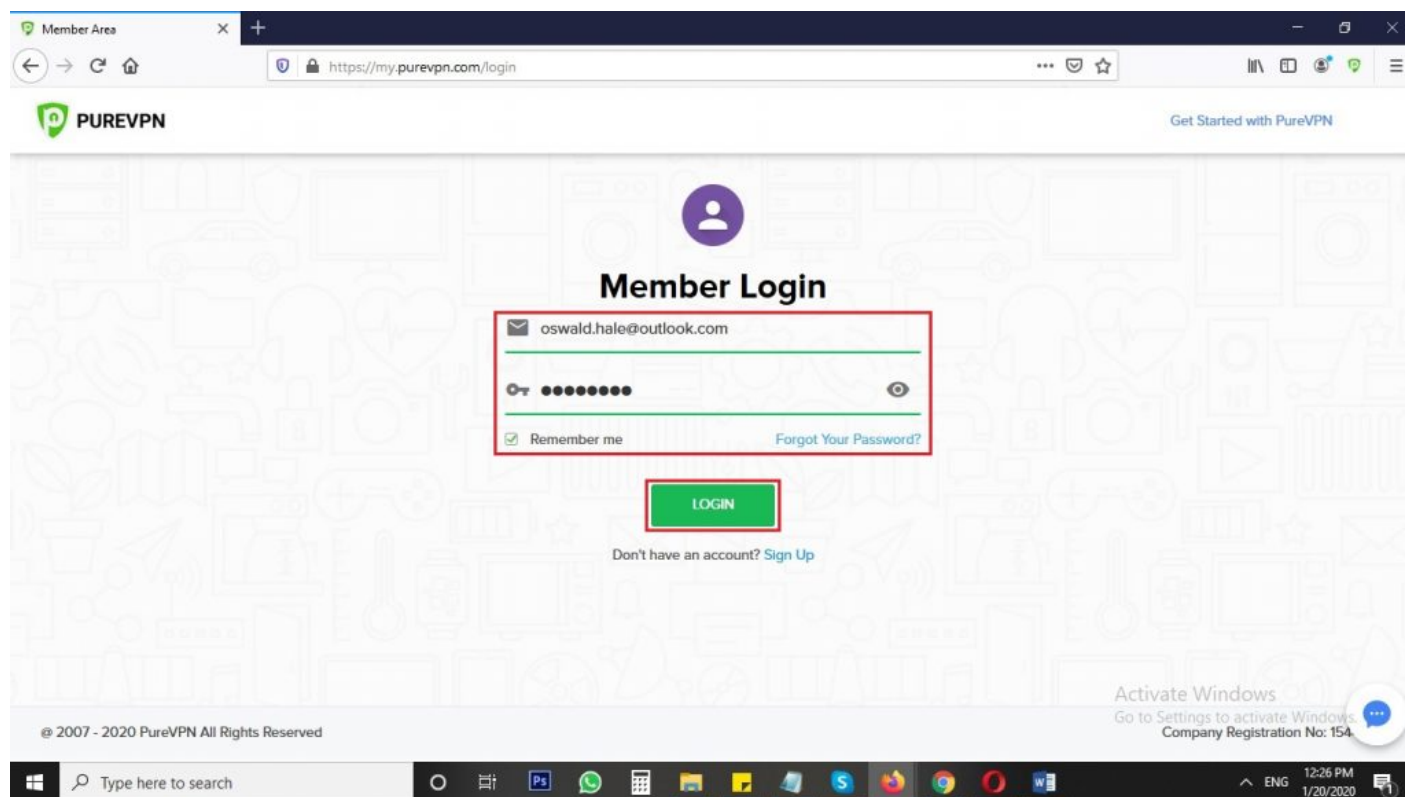 Member Area
https://my.purevpn.com/login
PUREVPN
Get Started with PureVPN
Member Login
oswald.hale@outlook.com
●●●●●●●●
Remember me
Forgot Your Password?
LOGIN
Don't have an account? Sign Up
Activate Windows
Go to Settings to activate Windows.
@ 2007 - 2020 PureVPN All Rights Reserved
Company Registration No: 154
Type here to search
Ps
S
W
ENG
12:26 PM
1/20/2020
1